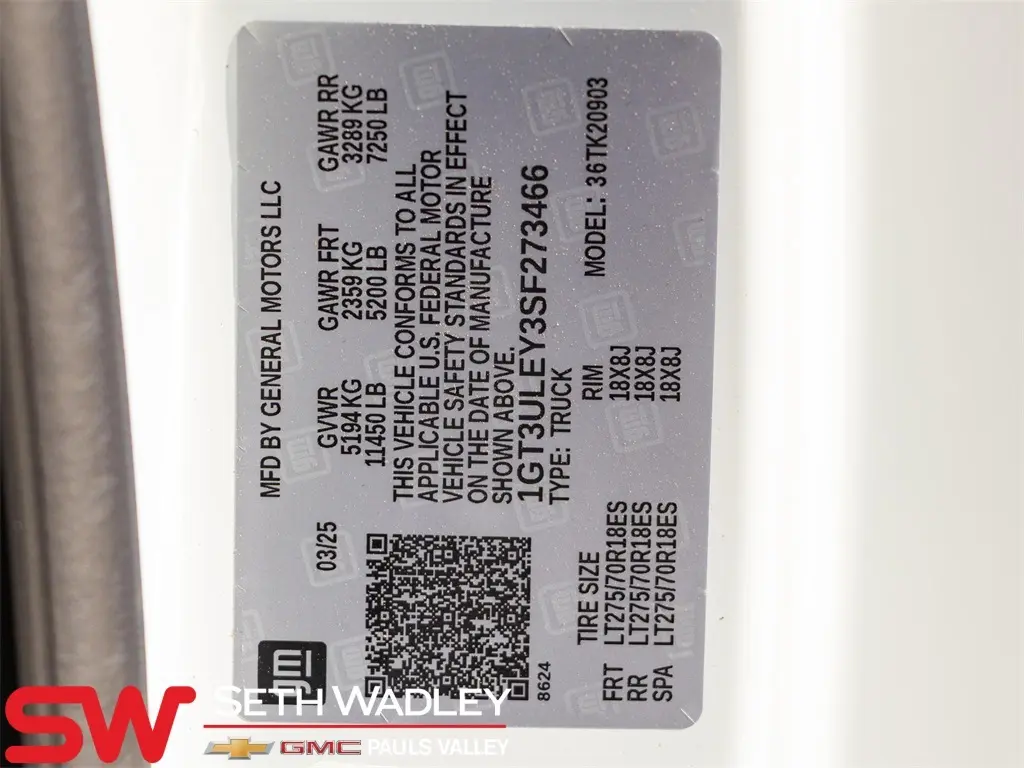 MFD BY GENERAL MOTORS LLC
03/25
GVWR GAWR FRT GAWR RR
5194 KG 2359 KG 3289 KG
11450 LB 5200 LB 7250 LB
THIS VEHICLE CONFORMS TO ALL
APPLICABLE U.S. FEDERAL MOTOR
VEHICLE SAFETY STANDARDS IN EFFECT
ON THE DATE OF MANUFACTURE
SHOWN ABOVE.
1GT3ULEY3SF273466
TYPE: TRUCK
MODEL: 36TK20903
8624
TIRE SIZE RIM
FRT LT275/70R18ES 18X8J
RR LT275/70R18ES 18X8J
SPA LT275/70R18ES 18X8J
gm
SW SETH WADLEY
GMC PAULS VALLEY